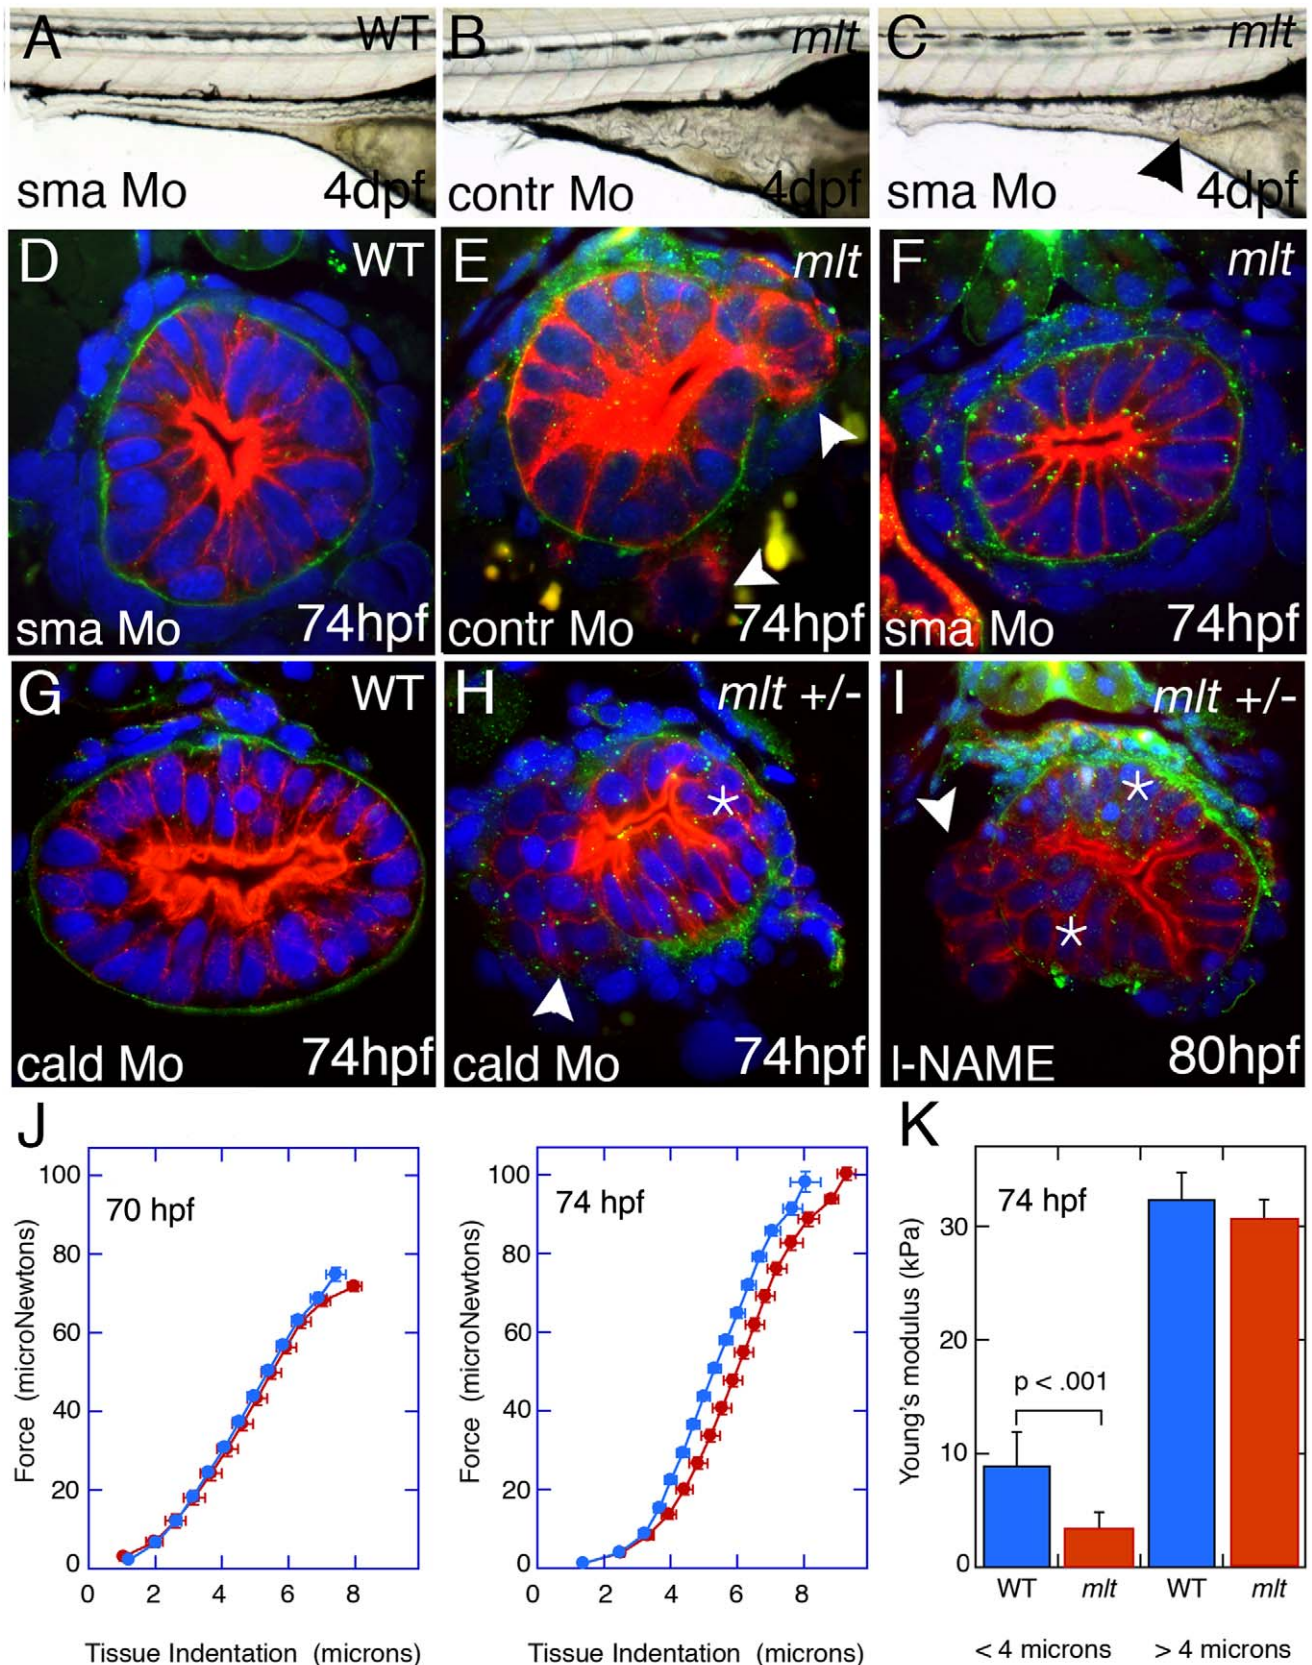 A WT
sma Mo 4dpf
B mlt
contr Mo 4dpf
C mlt
sma Mo 4dpf
D WT
sma Mo 74hpf
E mlt
contr Mo 74hpf
F mlt
sma Mo 74hpf
G WT
cald Mo 74hpf
H mlt +/-
*
cald Mo 74hpf
I mlt +/-
*
*
l-NAME 80hpf
J
70 hpf
Force (microNewtons)
100
80
60
40
20
0
0 2 4 6 8
Tissue Indentation (microns)
74 hpf
Force (microNewtons)
100
80
60
40
20
0
0 2 4 6 8
Tissue Indentation (microns)
K
74 hpf
Young's modulus (kPa)
30
20
10
0
p < .001
WT mlt WT mlt
< 4 microns > 4 microns